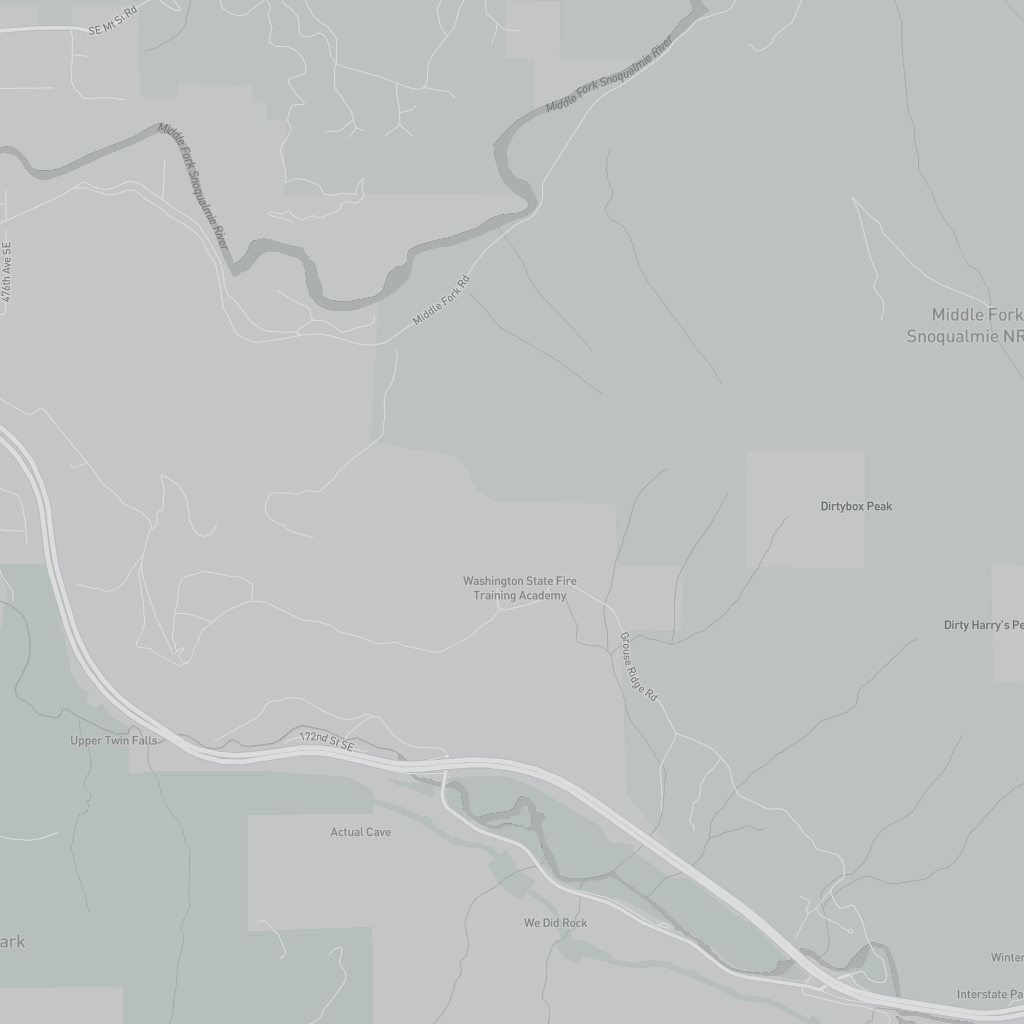 SE Mt Si Rd
Middle Fork Snoqualmie River
Middle Fork Snoqualmie River
476th Ave SE
Middle Fork Rd
Middle Fork
Snoqualmie NR
Dirtybox Peak
Washington State Fire
Training Academy
Dirty Harry's Pe
Grouse Ridge Rd
Upper Twin Falls
172nd St SE
Actual Cave
We Did Rock
ark
Winter
Interstate Pa